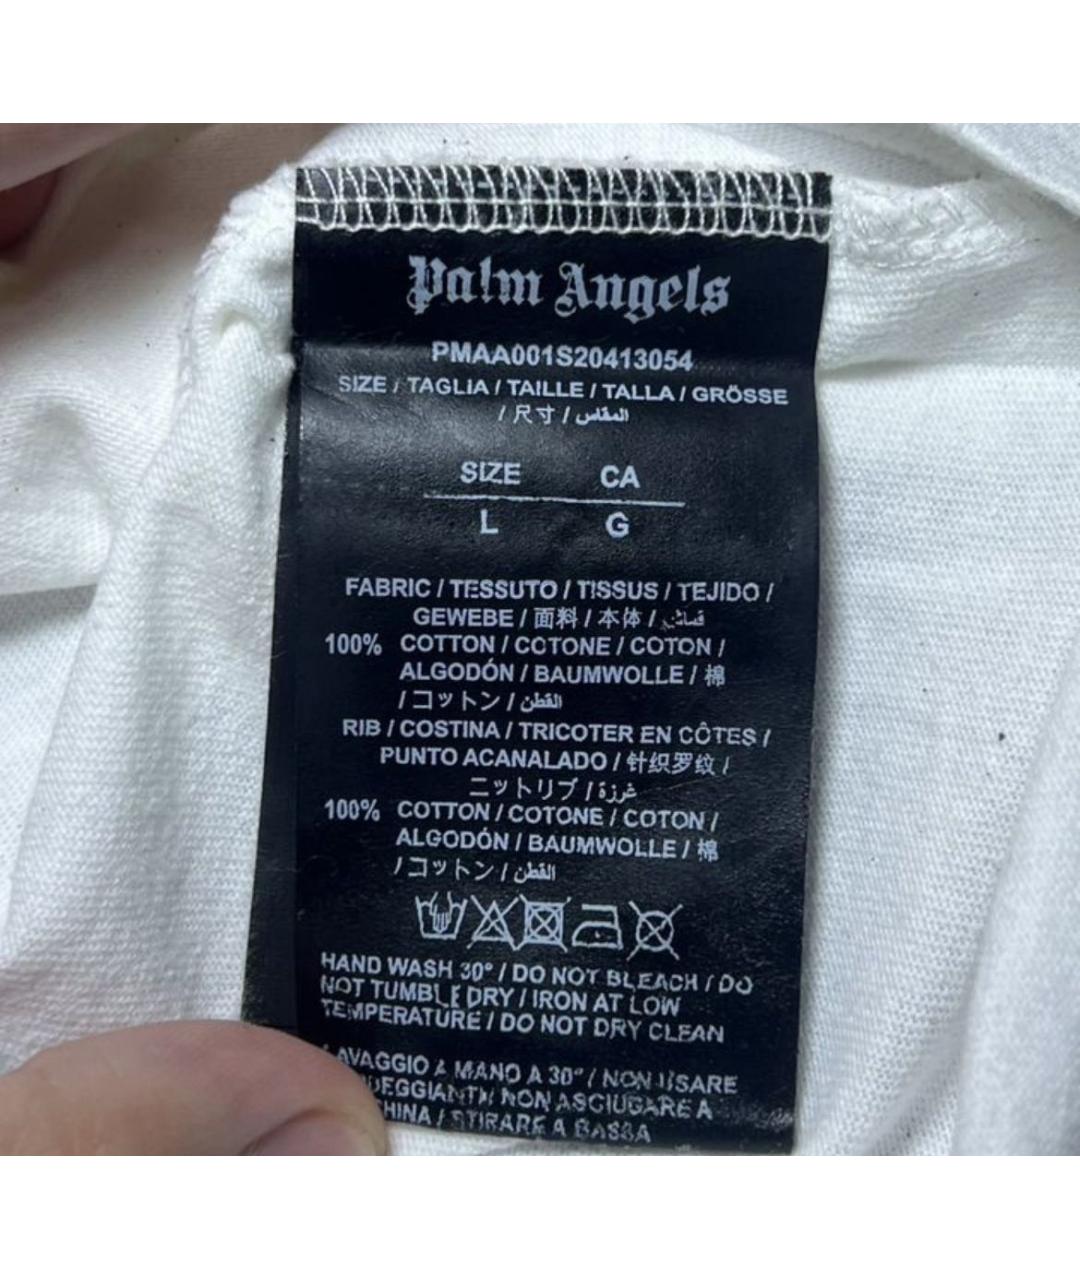 Palm Angels
PMAA001S20413054
SIZE / TAGLIA / TAILLE / TALLA / GRÖSSE
/ 尺寸 / المقاس
SIZE CA
L G
FABRIC / TESSUTO / TISSUS / TEJIDO /
GEWEBE / 面料 / 本体 /
100% COTTON / COTONE / COTON /
ALGODÓN / BAUMWOLLE / 棉
/ コットン / القطن
RIB / COSTINA / TRICOTER EN CÔTES /
PUNTO ACANALADO / 针织罗纹 /
ニットリブ / غرزة
100% COTTON / COTONE / COTON /
ALGODÓN / BAUMWOLLE / 棉
/ コットン / القطن
HAND WASH 30° / DO NOT BLEACH / DO
NOT TUMBLE DRY / IRON AT LOW
TEMPERATURE / DO NOT DRY CLEAN
AVAGGIO A MANO A 30° / NON USARE
NON ASCIUGARE A
CHINA / STIRARE A BASSA